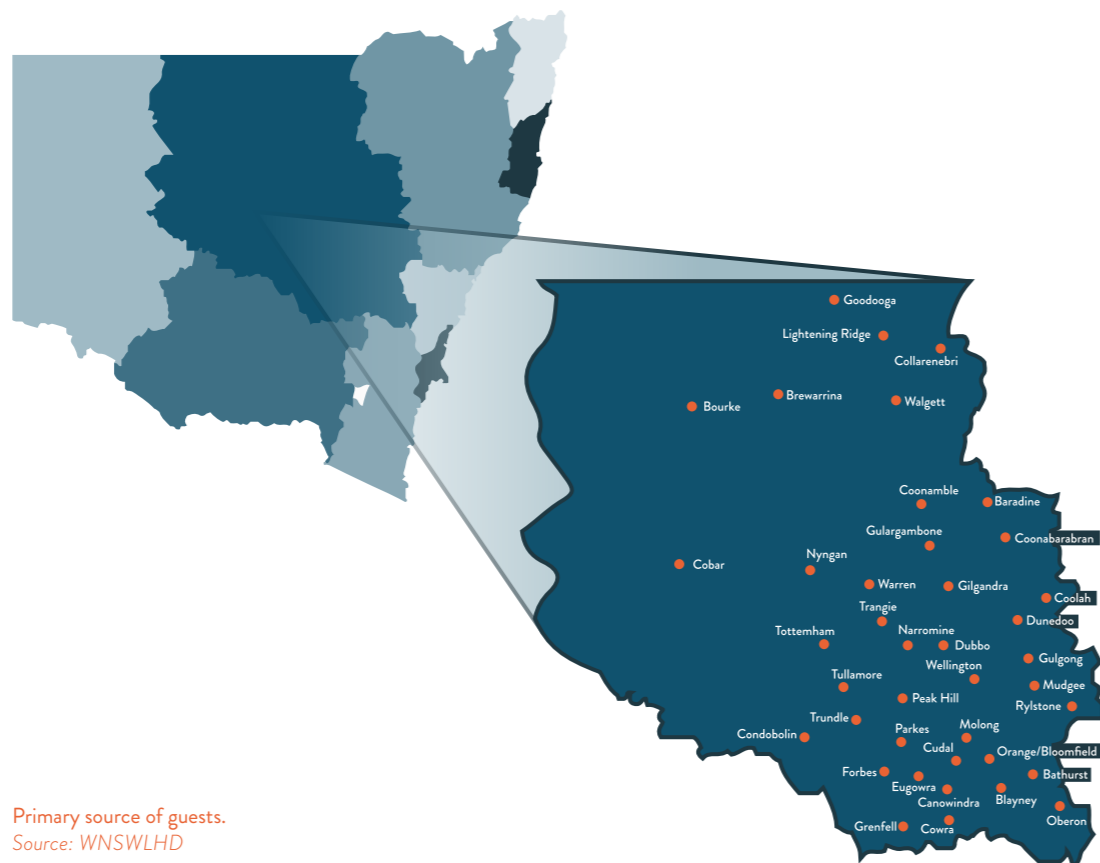 Goodooga
Lightening Ridge
Collarenebri
Brewarrina
Walgett
Bourke
Coonamble
Baradine
Gulargambone
Coonabarabran
Nyngan
Cobar
Warren
Gilgandra
Coolah
Trangie
Dunedoo
Tottemham
Narromine
Dubbo
Gulgong
Wellington
Tullamore
Mudgee
Peak Hill
Rylstone
Trundle
Condobolin
Parkes
Molong
Cudal
Orange/Bloomfield
Forbes
Bathurst
Eugowra
Canowindra
Blayney
Oberon
Grenfell
Cowra
Primary source of guests.
Source: WNSWLHD